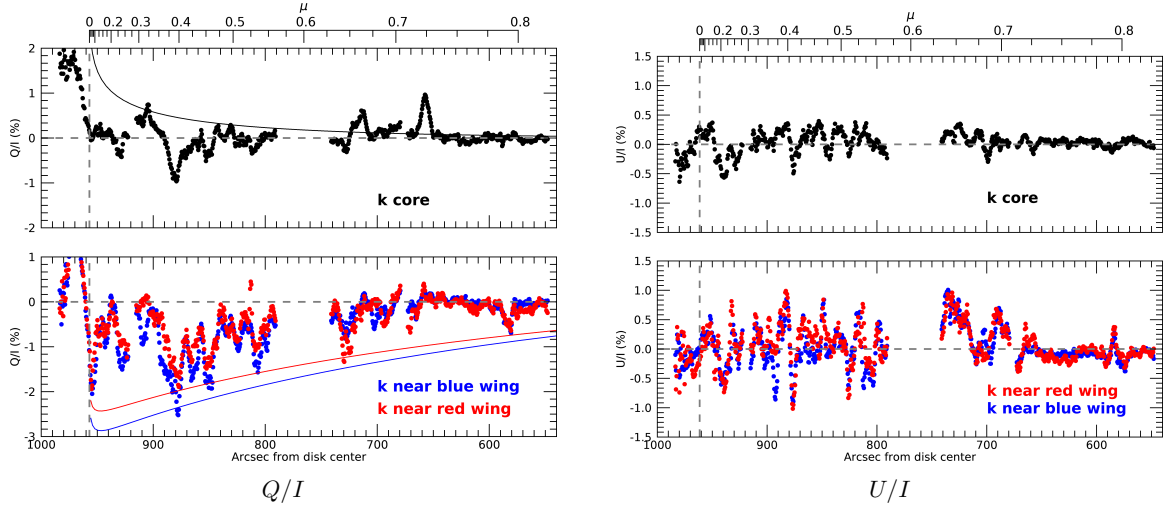 μ
0 0.2 0.3 0.4 0.5 0.6 0.7 0.8
2
1
0
-1
-2
Q/I (%)
k core
1
0
-1
-2
-3
Q/I (%)
k near blue wing
k near red wing
1000 900 800 700 600
Arcsec from disk center
Q/I
μ
0 0.2 0.3 0.4 0.5 0.6 0.7 0.8
1.5
1.0
0.5
0.0
-0.5
-1.0
-1.5
U/I (%)
k core
1.5
1.0
0.5
0.0
-0.5
-1.0
-1.5
U/I (%)
k near red wing
k near blue wing
900 800 700 600
Arcsec from disk center
U/I